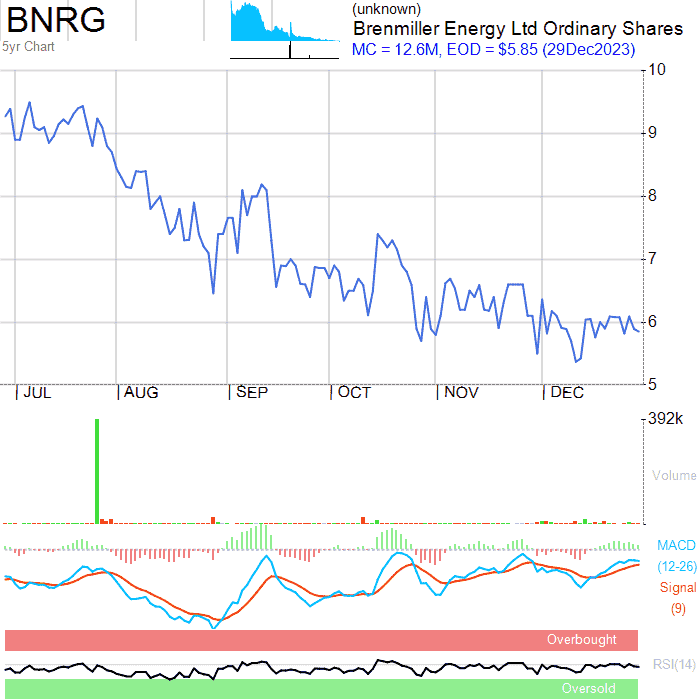 BNRG
5yr Chart
(unknown)
Brenmiller Energy Ltd Ordinary Shares
MC = 12.6M, EOD = $5.85 (29Dec2023)
10
9
8
7
6
5
JUL AUG SEP OCT NOV DEC
392k
Volume
MACD
(12-26)
Signal
(9)
Overbought
RSI(14)
Oversold